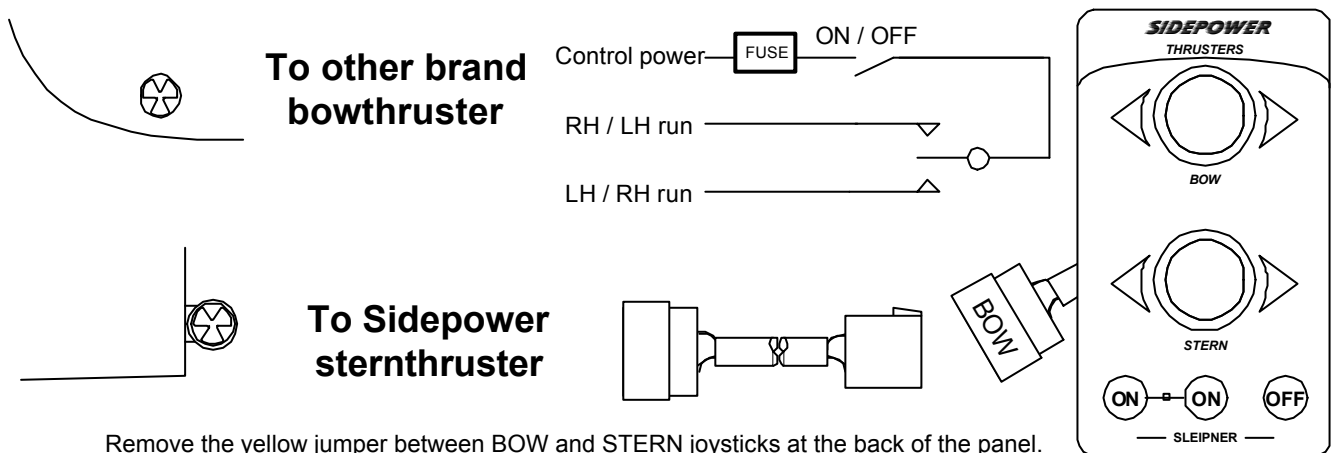 To other brand
bowthruster
Control power
FUSE
ON / OFF
RH / LH run
LH / RH run
SIDEPOWER
THRUSTERS
BOW
STERN
ON
ON
OFF
SLEIPNER
To Sidepower
sternthruster
BOW
Remove the yellow jumper between BOW and STERN joysticks at the back of the panel.